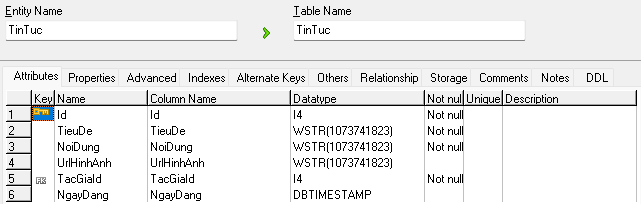 Entity Name Table Name
TinTuc TinTuc
Attributes Properties Advanced Indexes Alternate Keys Others Relationship Storage Comments Notes DDL
Key Name Column Name Datatype Not nul Unique Description
1 Id Id I4 Not null
2 TieuDe TieuDe WSTR(1073741823) Not null
3 NoiDung NoiDung WSTR(1073741823) Not null
4 UrlHinhAnh UrlHinhAnh WSTR(1073741823)
5 FK TacGiaId TacGiaId I4 Not null
6 NgayDang NgayDang DBTIMESTAMP